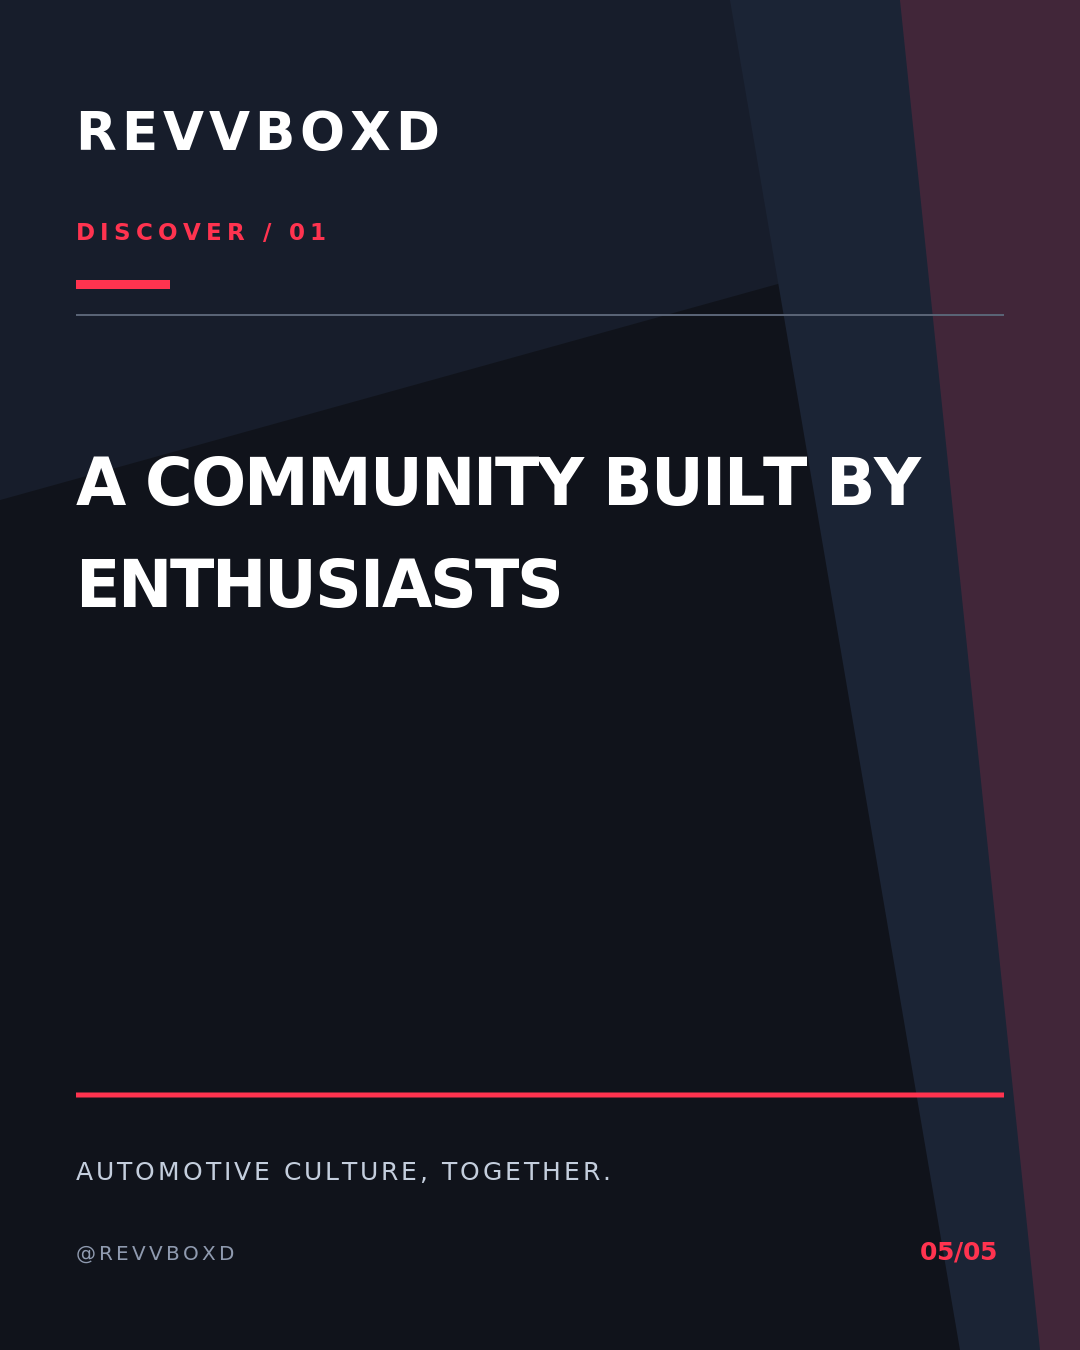 REVVBOXD
DISCOVER / 01
A COMMUNITY BUILT BY
ENTHUSIASTS
AUTOMOTIVE CULTURE, TOGETHER.
@REVVBOXD
05/05